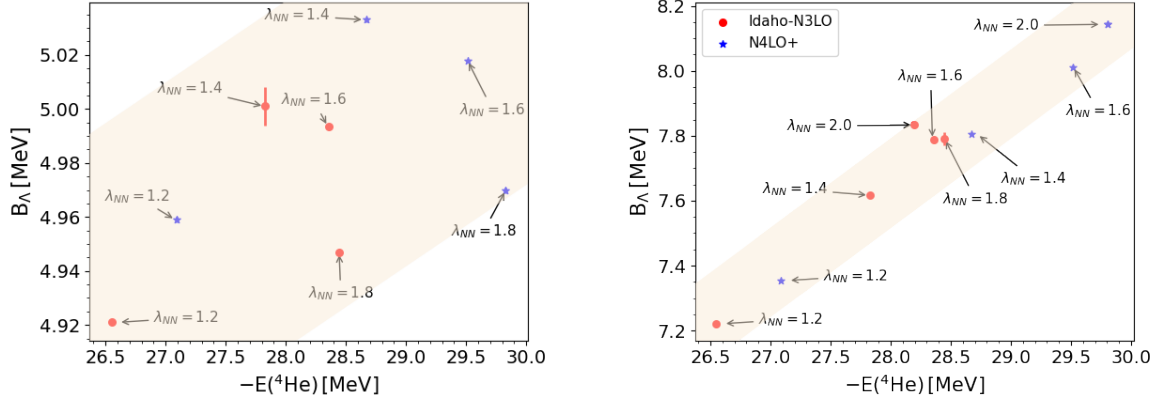 B_Λ [MeV]
5.02
5.00
4.98
4.96
4.94
4.92
λ_NN = 1.4
λ_NN = 1.4
λ_NN = 1.6
λ_NN = 1.6
λ_NN = 1.2
λ_NN = 1.8
λ_NN = 1.8
λ_NN = 1.2
26.5 27.0 27.5 28.0 28.5 29.0 29.5 30.0
−E(⁴He) [MeV]
B_Λ [MeV]
8.2
8.0
7.8
7.6
7.4
7.2
Idaho-N3LO
N4LO+
λ_NN = 2.0
λ_NN = 1.6
λ_NN = 1.6
λ_NN = 2.0
λ_NN = 1.4
λ_NN = 1.4
λ_NN = 1.8
λ_NN = 1.2
λ_NN = 1.2
26.5 27.0 27.5 28.0 28.5 29.0 29.5 30.0
−E(⁴He) [MeV]